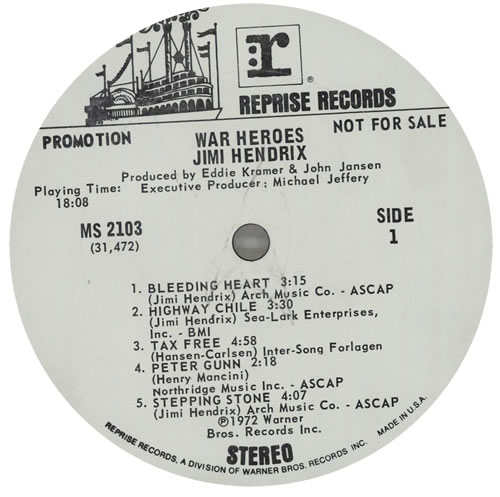 r
®
REPRISE RECORDS
PROMOTION
NOT FOR SALE
WAR HEROES
JIMI HENDRIX
Produced by Eddie Kramer & John Jansen
Executive Producer; Michael Jeffery
Playing Time:
18:08
MS 2103
(31,472)
SIDE
1
1. BLEEDING HEART 3:15
(Jimi Hendrix) Arch Music Co. - ASCAP
2. HIGHWAY CHILE 3:30
(Jimi Hendrix) Sea-Lark Enterprises,
Inc. - BMI
3. TAX FREE 4:58
(Hansen-Carlsen) Inter-Song Forlagen
4. PETER GUNN 2:18
(Henry Mancini)
Northridge Music Inc. - ASCAP
5. STEPPING STONE 4:07
(Jimi Hendrix) Arch Music Co. - ASCAP
℗1972 Warner
Bros. Records Inc.
STEREO
REPRISE RECORDS, A DIVISION OF WARNER BROS. RECORDS INC. MADE IN U.S.A.